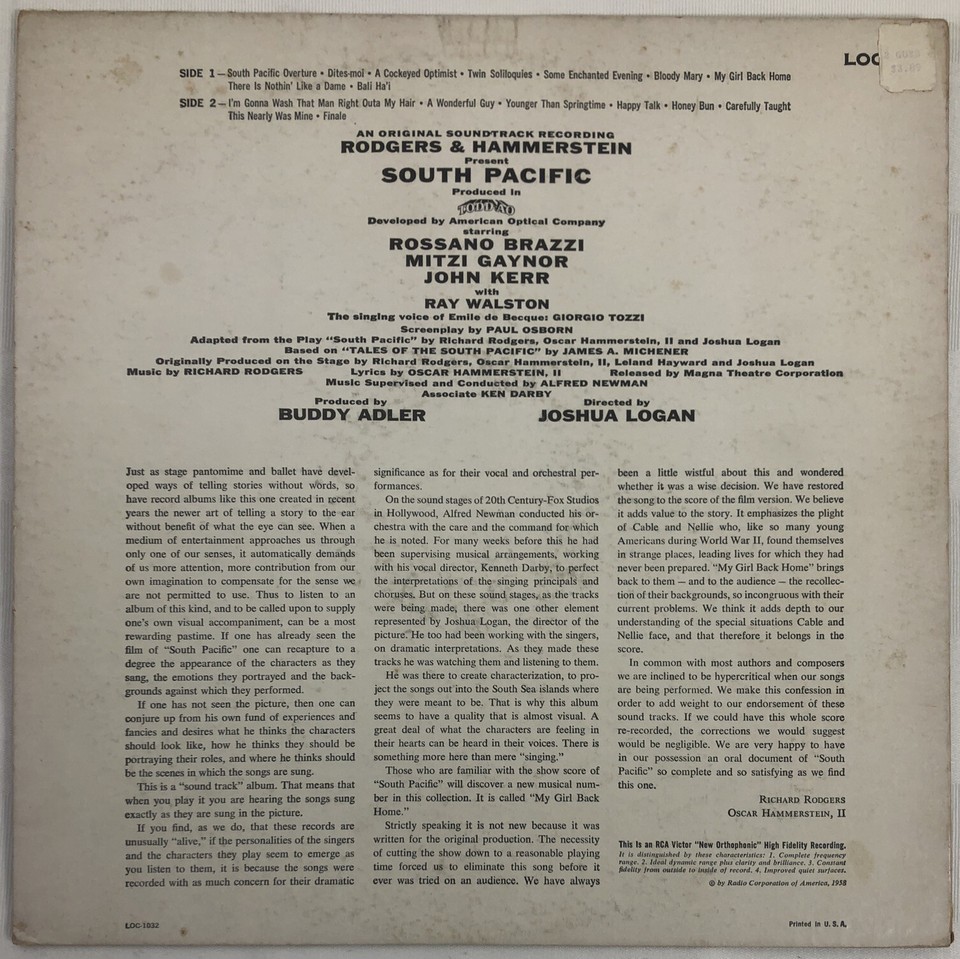 LOC
SIDE 1 – South Pacific Overture • Dites-moi • A Cockeyed Optimist • Twin Soliloquies • Some Enchanted Evening • Bloody Mary • My Girl Back Home
There Is Nothin' Like a Dame • Bali Ha'i
SIDE 2 – I'm Gonna Wash That Man Right Outa My Hair • A Wonderful Guy • Younger Than Springtime • Happy Talk • Honey Bun • Carefully Taught
This Nearly Was Mine • Finale
AN ORIGINAL SOUNDTRACK RECORDING
RODGERS & HAMMERSTEIN
Present
SOUTH PACIFIC
Produced in
TODD-AO
Developed by American Optical Company
starring
ROSSANO BRAZZI
MITZI GAYNOR
JOHN KERR
with
RAY WALSTON
The singing voice of Emile de Becque: GIORGIO TOZZI
Screenplay by PAUL OSBORN
Adapted from the Play "South Pacific" by Richard Rodgers, Oscar Hammerstein, II and Joshua Logan
Based on "TALES OF THE SOUTH PACIFIC" by JAMES A. MICHENER
Originally Produced on the Stage by Richard Rodgers, Oscar Hammerstein, II, Leland Hayward and Joshua Logan
Music by RICHARD RODGERS Lyrics by OSCAR HAMMERSTEIN, II Released by Magna Theatre Corporation
Music Supervised and Conducted by ALFRED NEWMAN
Associate KEN DARBY
Produced by Directed by
BUDDY ADLER JOSHUA LOGAN
Just as stage pantomime and ballet have devel-
oped ways of telling stories without words, so
have record albums like this one created in recent
years the newer art of telling a story to the ear
without benefit of what the eye can see. When a
medium of entertainment approaches us through
only one of our senses, it automatically demands
of us more attention, more contribution from our
own imagination to compensate for the sense we
are not permitted to use. Thus to listen to an
album of this kind, and to be called upon to supply
one's own visual accompaniment, can be a most
rewarding pastime. If one has already seen the
film of "South Pacific" one can recapture to a
degree the appearance of the characters as they
sang, the emotions they portrayed and the back-
grounds against which they performed.
If one has not seen the picture, then one can
conjure up from his own fund of experiences and
fancies and desires what he thinks the characters
should look like, how he thinks they should be
portraying their roles, and where he thinks should
be the scenes in which the songs are sung.
This is a "sound track" album. That means that
when you play it you are hearing the songs sung
exactly as they are sung in the picture.
If you find, as we do, that these records are
unusually "alive," if the personalities of the singers
and the characters they play seem to emerge as
you listen to them, it is because the songs were
recorded with as much concern for their dramatic
significance as for their vocal and orchestral per-
formances.
On the sound stages of 20th Century-Fox Studios
in Hollywood, Alfred Newman conducted his or-
chestra with the care and the command for which
he is noted. For many weeks before this he had
been supervising musical arrangements, working
with his vocal director, Kenneth Darby, to perfect
the interpretations of the singing principals and
choruses. But on these sound stages, as the tracks
were being made, there was one other element
represented by Joshua Logan, the director of the
picture. He too had been working with the singers,
on dramatic interpretations. As they made these
tracks he was watching them and listening to them.
He was there to create characterization, to pro-
ject the songs out into the South Sea islands where
they were meant to be. That is why this album
seems to have a quality that is almost visual. A
great deal of what the characters are feeling in
their hearts can be heard in their voices. There is
something more here than mere "singing."
Those who are familiar with the show score of
"South Pacific" will discover a new musical num-
ber in this collection. It is called "My Girl Back
Home."
Strictly speaking it is not new because it was
written for the original production. The necessity
of cutting the show down to a reasonable playing
time forced us to eliminate this song before it
ever was tried on an audience. We have always
been a little wistful about this and wondered
whether it was a wise decision. We have restored
the song to the score of the film version. We believe
it adds value to the story. It emphasizes the plight
of Cable and Nellie who, like so many young
Americans during World War II, found themselves
in strange places, leading lives for which they had
never been prepared. "My Girl Back Home" brings
back to them – and to the audience – the recollec-
tion of their backgrounds, so incongruous with their
current problems. We think it adds depth to our
understanding of the special situations Cable and
Nellie face, and that therefore it belongs in the
score.
In common with most authors and composers
we are inclined to be hypercritical when our songs
are being performed. We make this confession in
order to add weight to our endorsement of these
sound tracks. If we could have this whole score
re-recorded, the corrections we would suggest
would be negligible. We are very happy to have
in our possession an oral document of "South
Pacific" so complete and so satisfying as we find
this one.
RICHARD RODGERS
OSCAR HAMMERSTEIN, II
This Is an RCA Victor "New Orthophonic" High Fidelity Recording.
It is distinguished by these characteristics: 1. Complete frequency
range. 2. Ideal dynamic range plus clarity and brilliance. 3. Constant
fidelity from outside to inside of record. 4. Improved quiet surfaces.
© by Radio Corporation of America, 1958
LOC-1032
Printed in U. S. A.